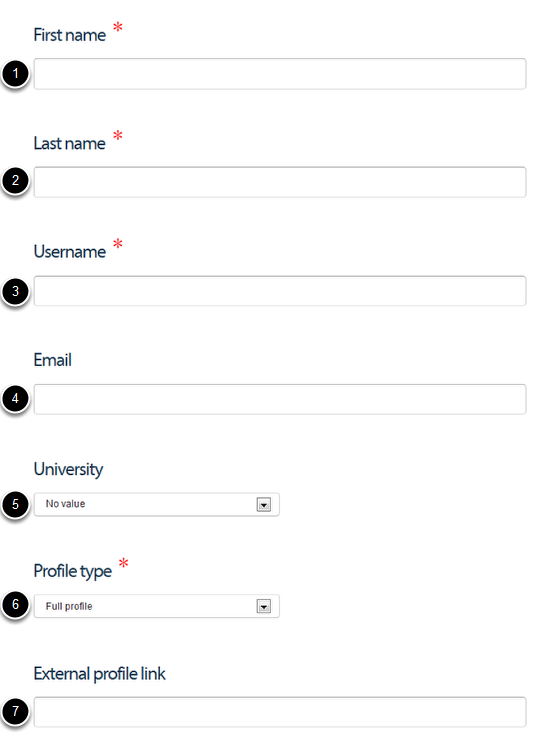 First name *
1
Last name *
2
Username *
3
Email
4
University
5 No value
Profile type *
6 Full profile
External profile link
7